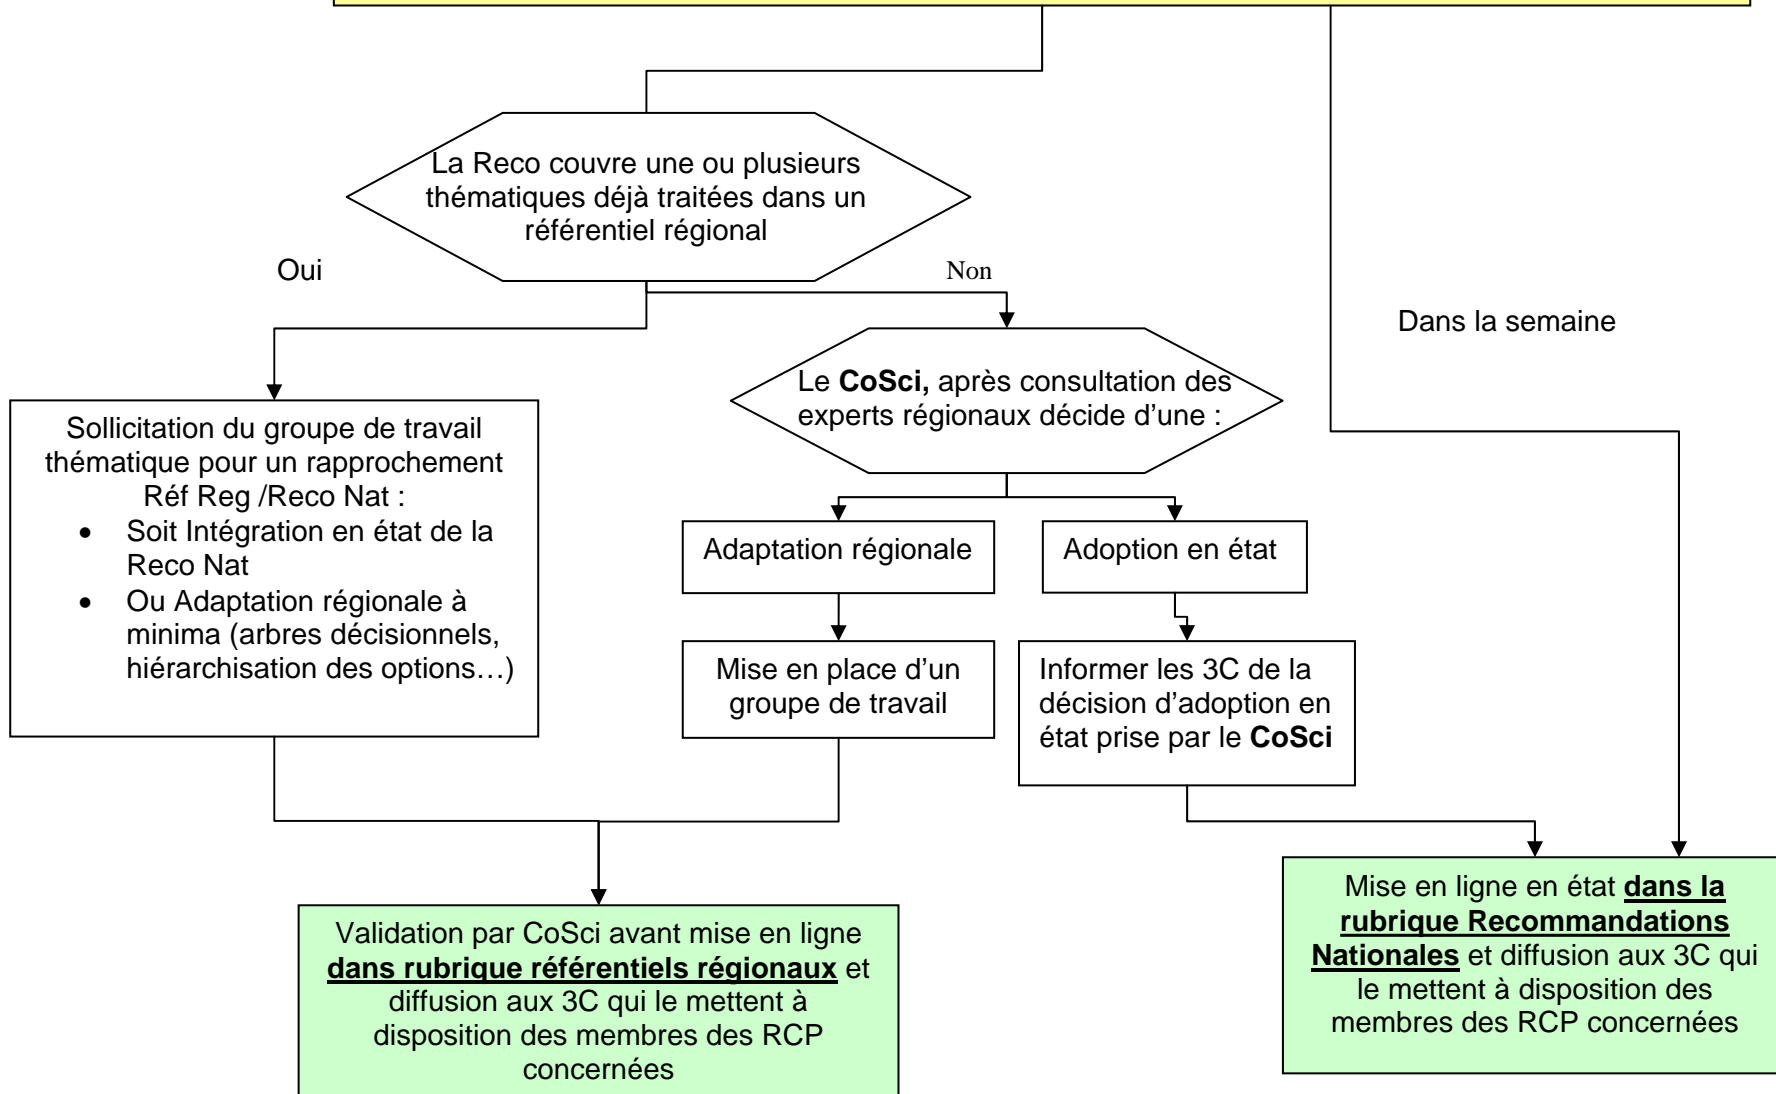 La Reco couvre une ou plusieurs
thématiques déjà traitées dans un
référentiel régional
Oui
Non
Dans la semaine
Le CoSci, après consultation des
experts régionaux décide d’une :
Sollicitation du groupe de travail
thématique pour un rapprochement
Réf Reg /Reco Nat :
• Soit Intégration en état de la
Reco Nat
• Ou Adaptation régionale à
minima (arbres décisionnels,
hiérarchisation des options…)
Adaptation régionale
Adoption en état
Mise en place d’un
groupe de travail
Informer les 3C de la
décision d’adoption en
état prise par le CoSci
Validation par CoSci avant mise en ligne
dans rubrique référentiels régionaux et
diffusion aux 3C qui le mettent à
disposition des membres des RCP
concernées
Mise en ligne en état dans la
rubrique Recommandations
Nationales et diffusion aux 3C qui
le mettent à disposition des
membres des RCP concernées